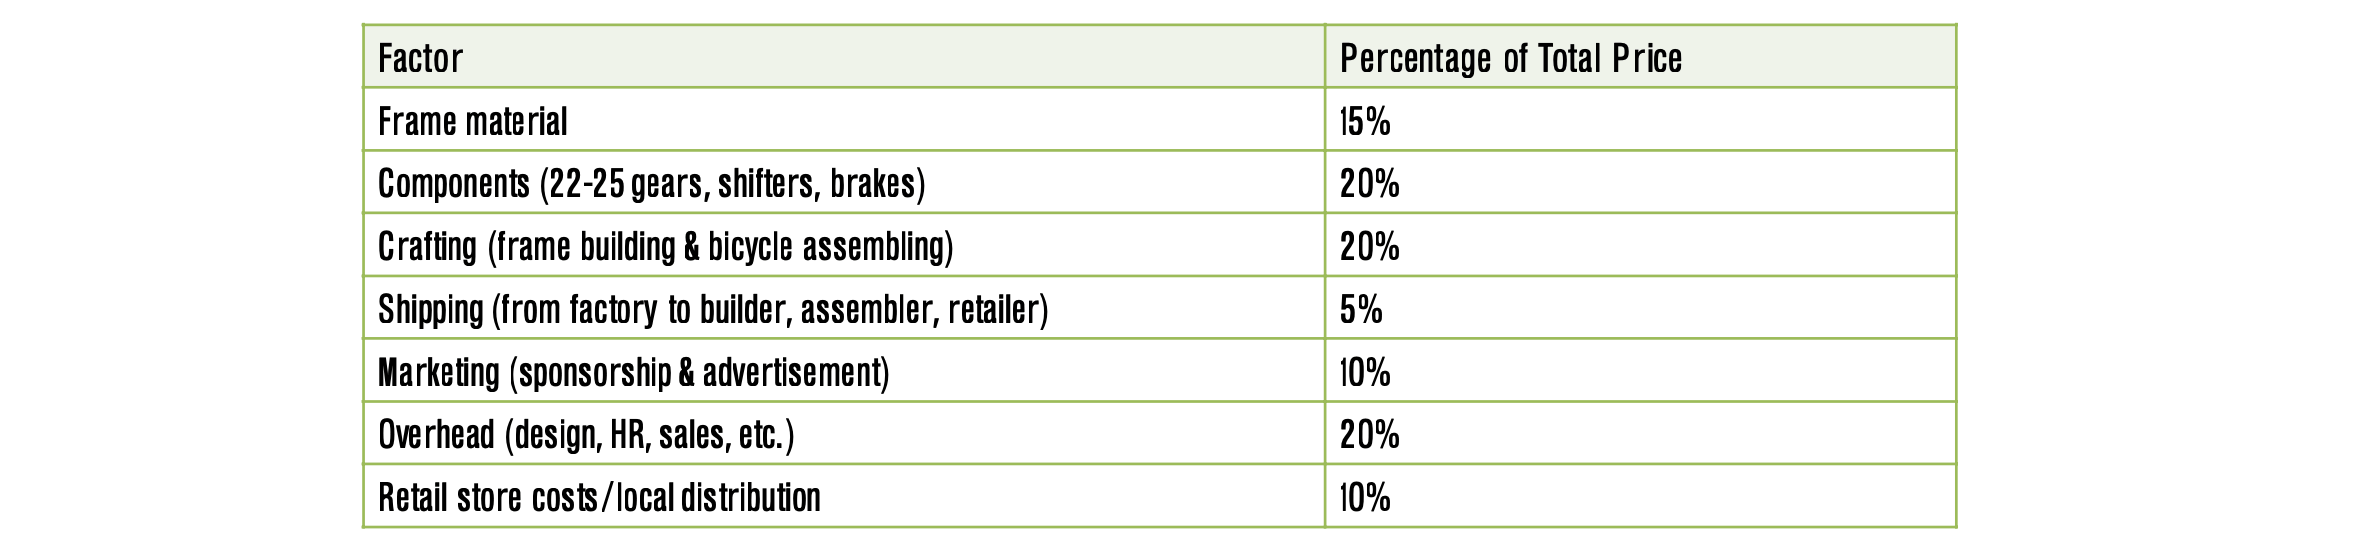 Factor Percentage of Total Price
Frame material 15%
Components (22-25 gears, shifters, brakes) 20%
Crafting (frame building & bicycle assembling) 20%
Shipping (from factory to builder, assembler, retailer) 5%
Marketing (sponsorship & advertisement) 10%
Overhead (design, HR, sales, etc.) 20%
Retail store costs/local distribution 10%